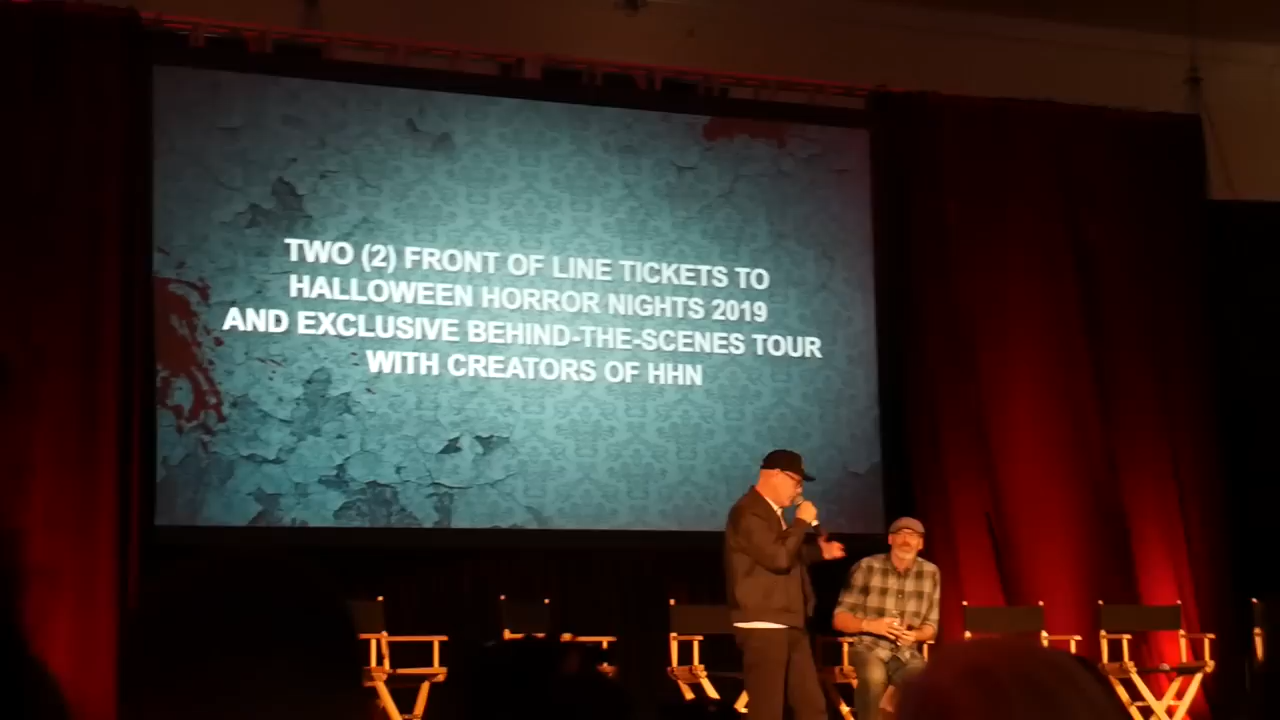 TWO (2) FRONT OF LINE TICKETS TO
HALLOWEEN HORROR NIGHTS 2019
AND EXCLUSIVE BEHIND-THE-SCENES TOUR
WITH CREATORS OF HHN